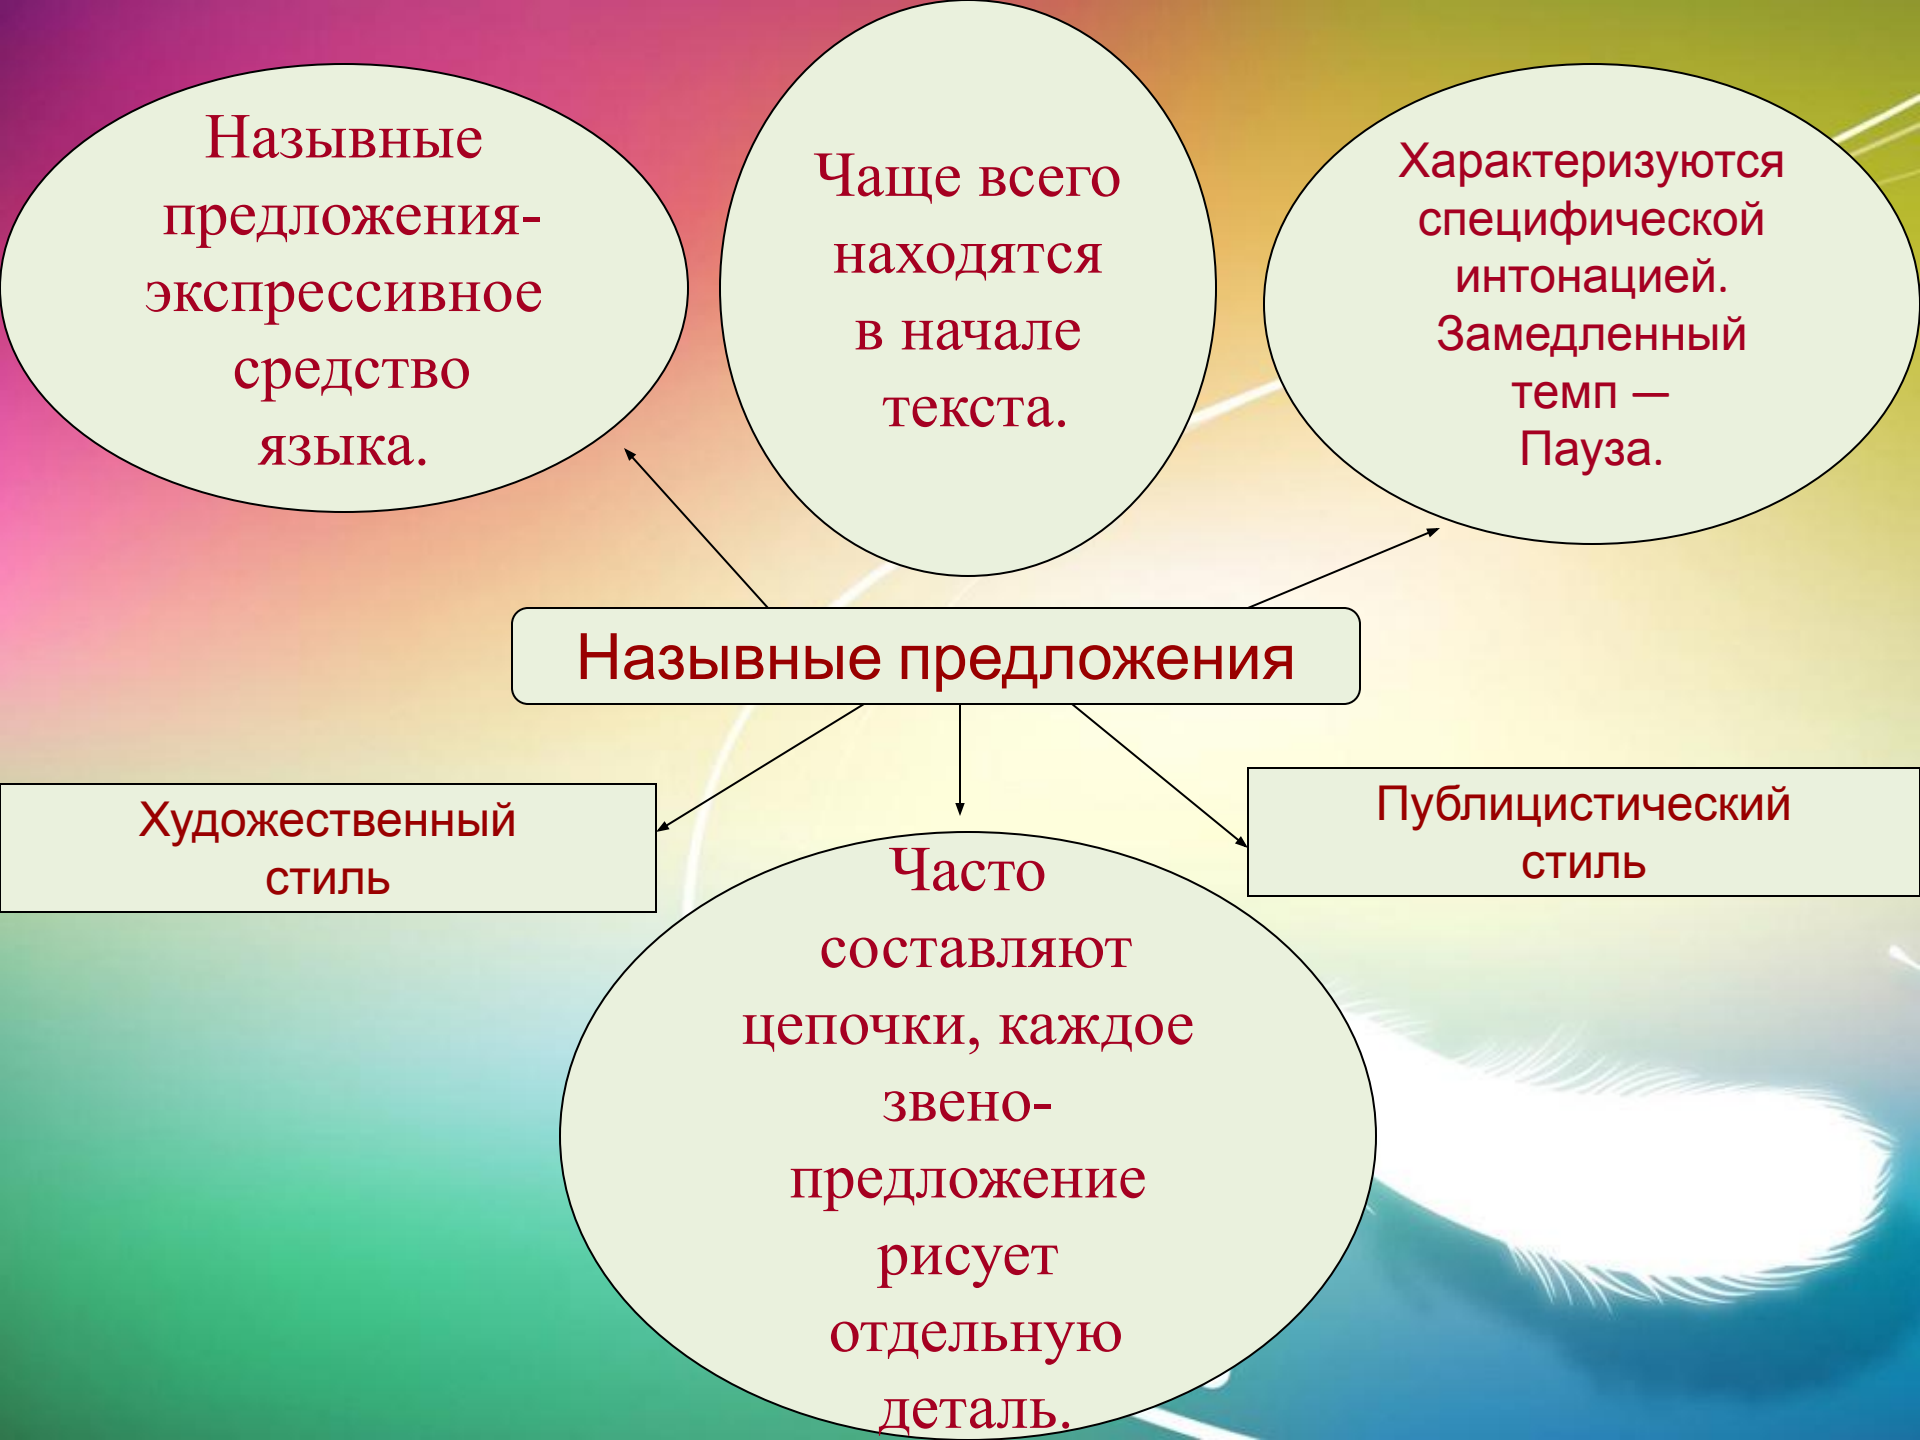 Назывные
предложения-
экспрессивное
средство
языка.
Чаще всего
находятся
в начале
текста.
Характеризуются
специфической
интонацией.
Замедленный
темп —
Пауза.
Назывные предложения
Художественный
стиль
Публицистический
стиль
Часто
составляют
цепочки, каждое
звено-
предложение
рисует
отдельную
деталь.